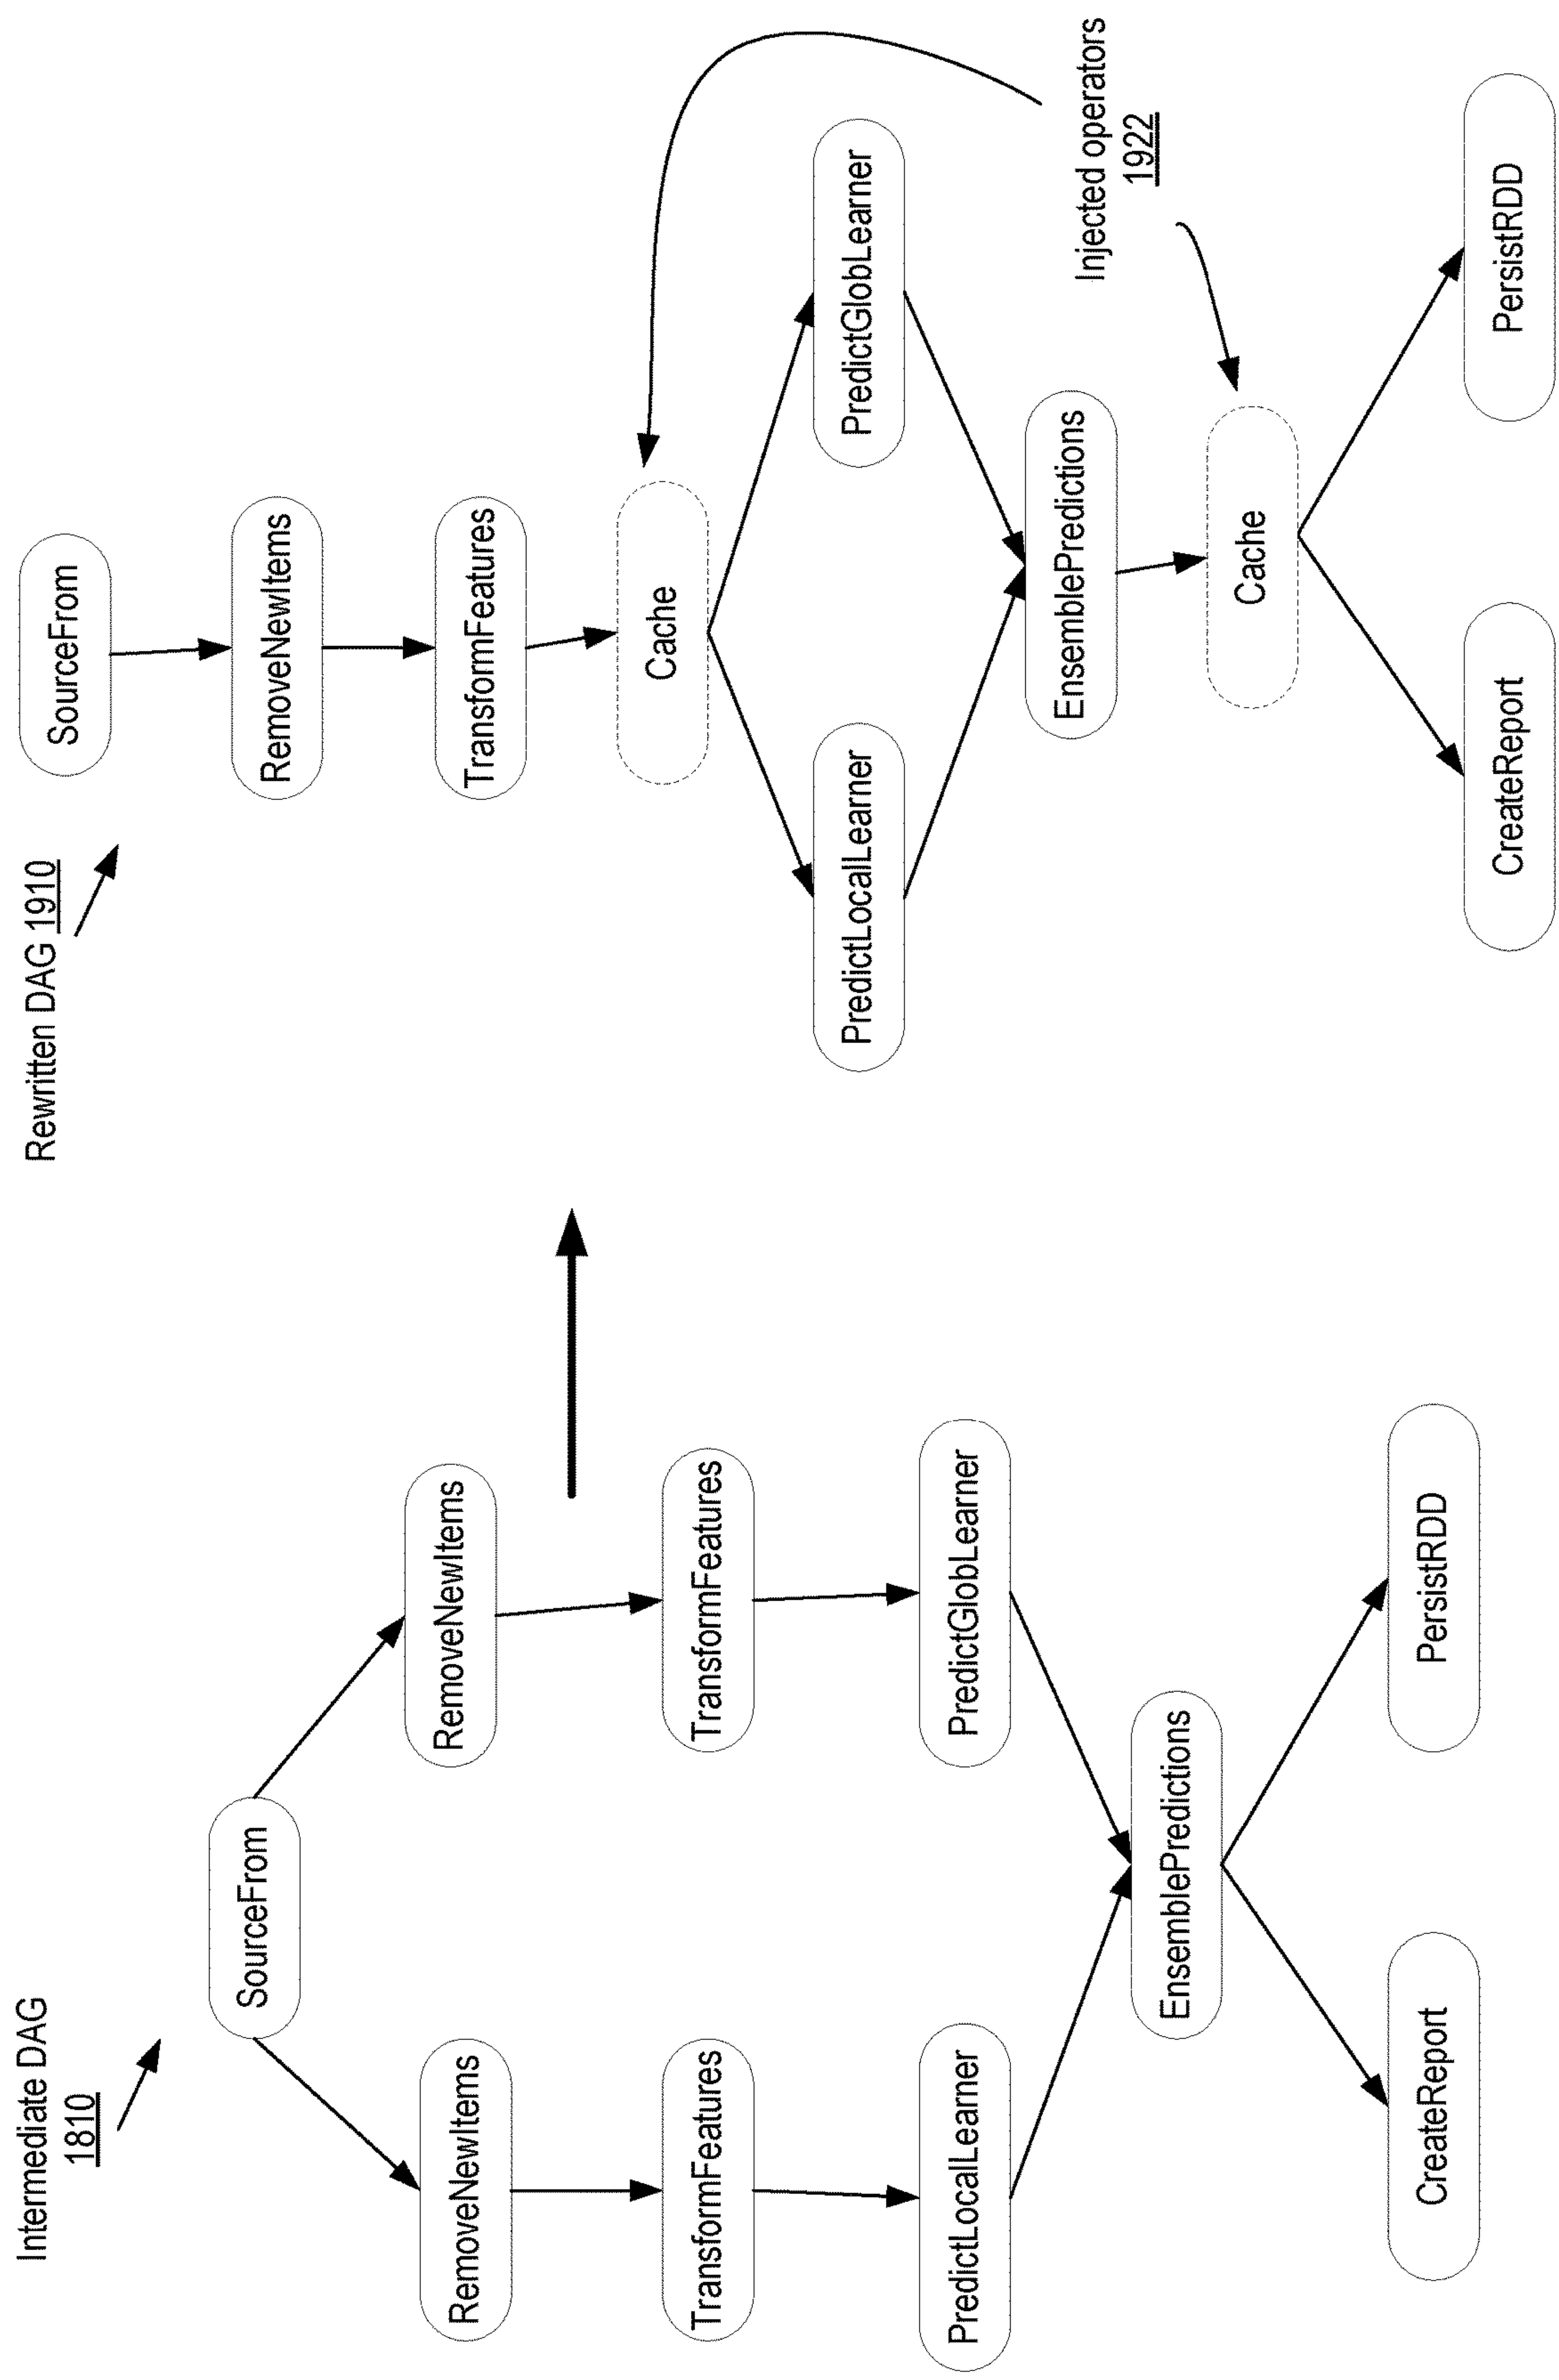 Intermediate DAG
1810
SourceFrom
RemoveNewItems
RemoveNewItems
TransformFeatures
TransformFeatures
PredictLocalLearner
PredictGlobLearner
EnsemblePredictions
CreateReport
PersistRDD
Rewritten DAG 1910
SourceFrom
RemoveNewItems
TransformFeatures
Cache
PredictLocalLearner
PredictGlobLearner
EnsemblePredictions
Cache
CreateReport
PersistRDD
Injected operators
1922